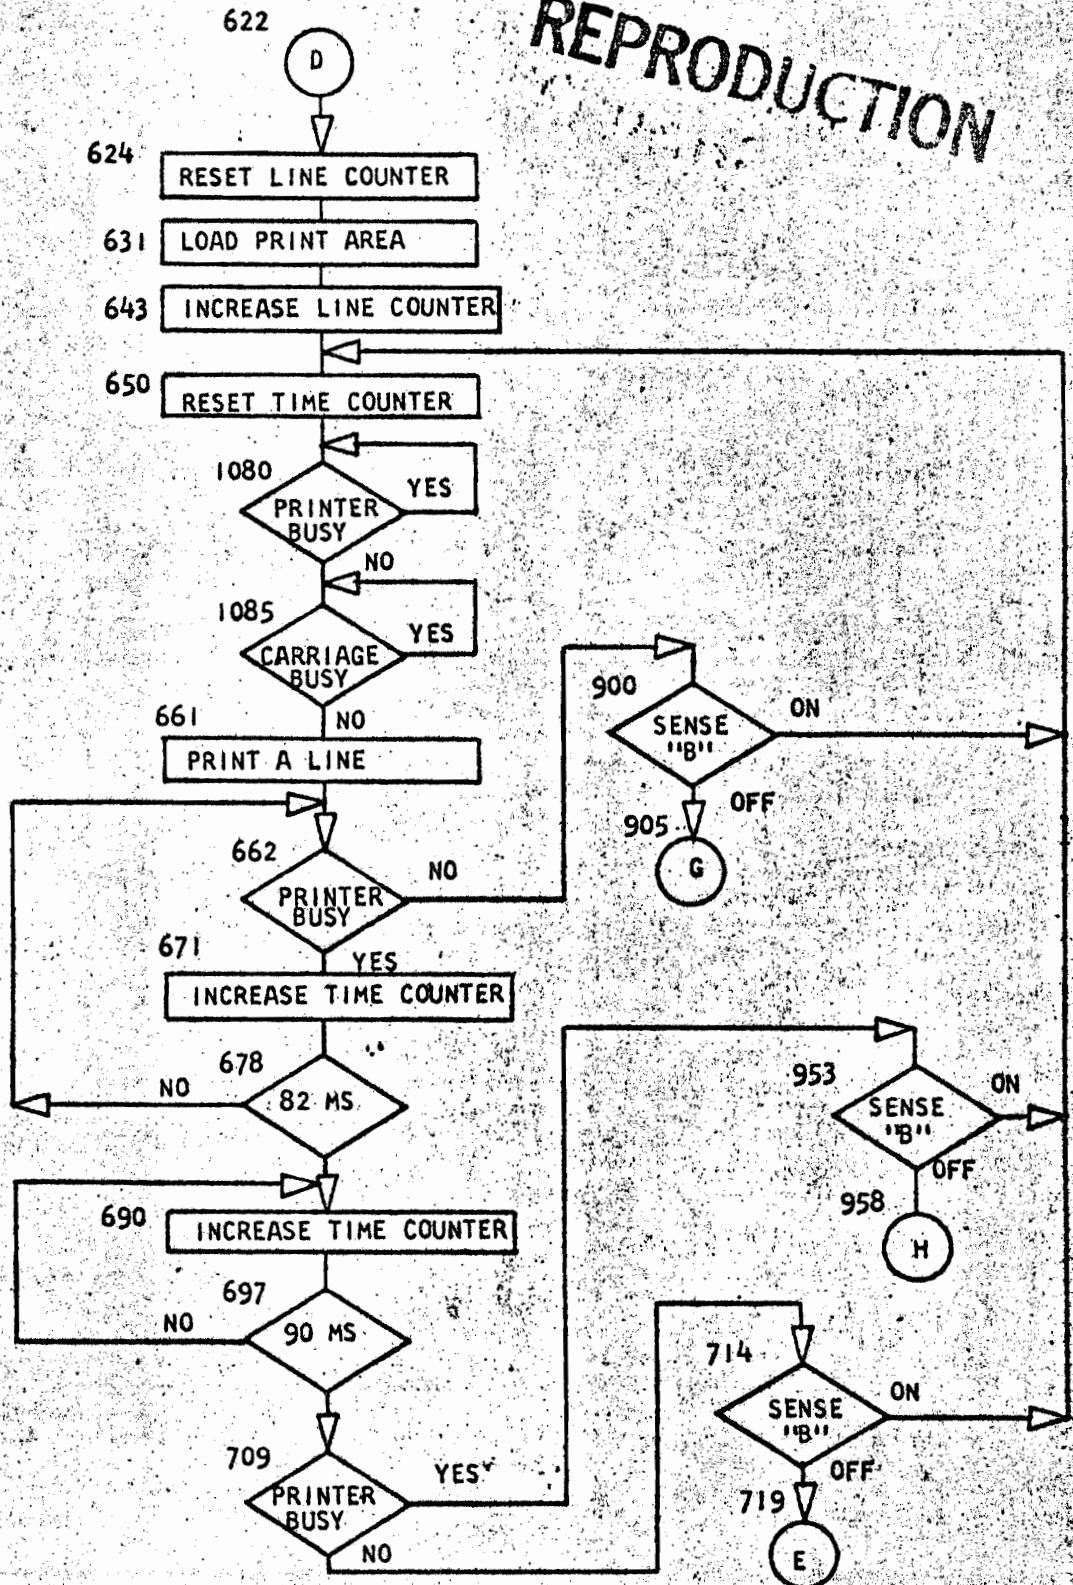 622
D
REPRODUCTION
624
RESET LINE COUNTER
631
LOAD PRINT AREA
643
INCREASE LINE COUNTER
650
RESET TIME COUNTER
1080
PRINTER
BUSY
YES
NO
1085
CARRIAGE
BUSY
YES
NO
661
PRINT A LINE
900
SENSE
"B"
ON
OFF
905
G
662
PRINTER
BUSY
NO
YES
671
INCREASE TIME COUNTER
678
82 MS
NO
953
SENSE
"B"
ON
OFF
958
H
690
INCREASE TIME COUNTER
697
90 MS
NO
714
SENSE
"B"
ON
OFF
719
E
709
PRINTER
BUSY
YES
NO